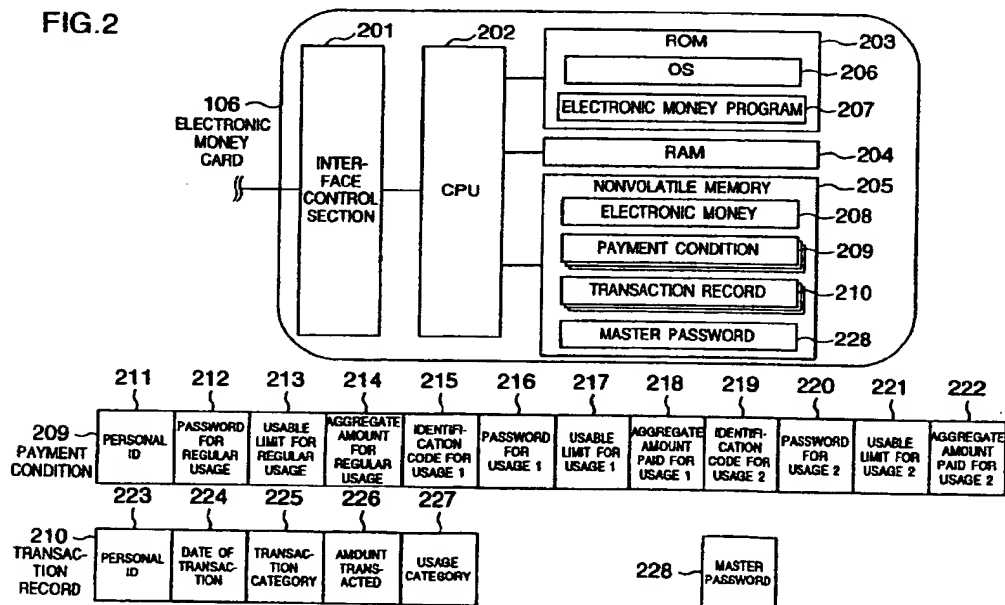 FIG.2
201
202
ROM
203
OS
206
106
ELECTRONIC
MONEY
CARD
ELECTRONIC MONEY PROGRAM
207
INTER-
FACE
CONTROL
SECTION
CPU
RAM
204
NONVOLATILE MEMORY
205
ELECTRONIC MONEY
208
PAYMENT CONDITION
209
TRANSACTION RECORD
210
MASTER PASSWORD
228
211 212 213 214 215 216 217 218 219 220 221 222
209
PAYMENT
CONDITION
PERSONAL
ID
PASSWORD
FOR
REGULAR
USAGE
USABLE
LIMIT FOR
REGULAR
USAGE
AGGREGATE
AMOUNT
FOR
REGULAR
USAGE
IDENTIFI-
CATION
CODE FOR
USAGE 1
PASSWORD
FOR
USAGE 1
USABLE
LIMIT FOR
USAGE 1
AGGREGATE
AMOUNT
PAID FOR
USAGE 1
IDENTIFI-
CATION
CODE FOR
USAGE 2
PASSWORD
FOR
USAGE 2
USABLE
LIMIT FOR
USAGE 2
AGGREGATE
AMOUNT
PAID FOR
USAGE 2
223 224 225 226 227
210
TRANSAC-
TION
RECORD
PERSONAL
ID
DATE OF
TRANSAC-
TION
TRANSAC-
TION
CATEGORY
AMOUNT
TRANS-
ACTED
USAGE
CATEGORY
228
MASTER
PASSWORD